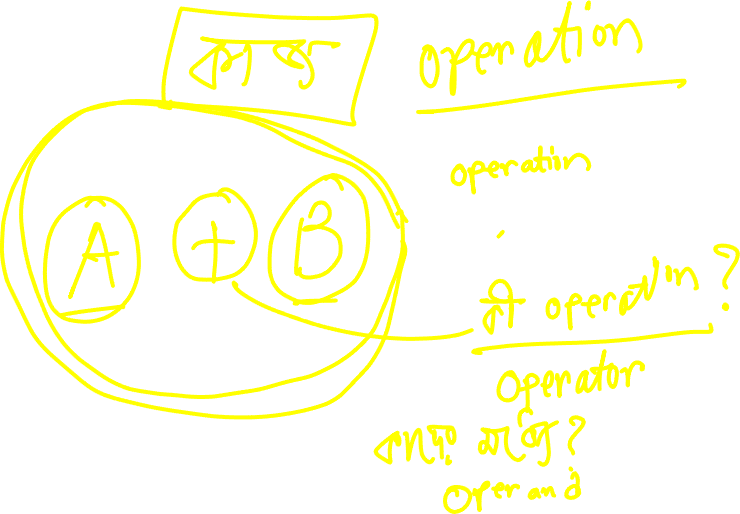 কাজ operation
operation
A + B
কী operation?
operator
কাদের মধ্যে?
operand